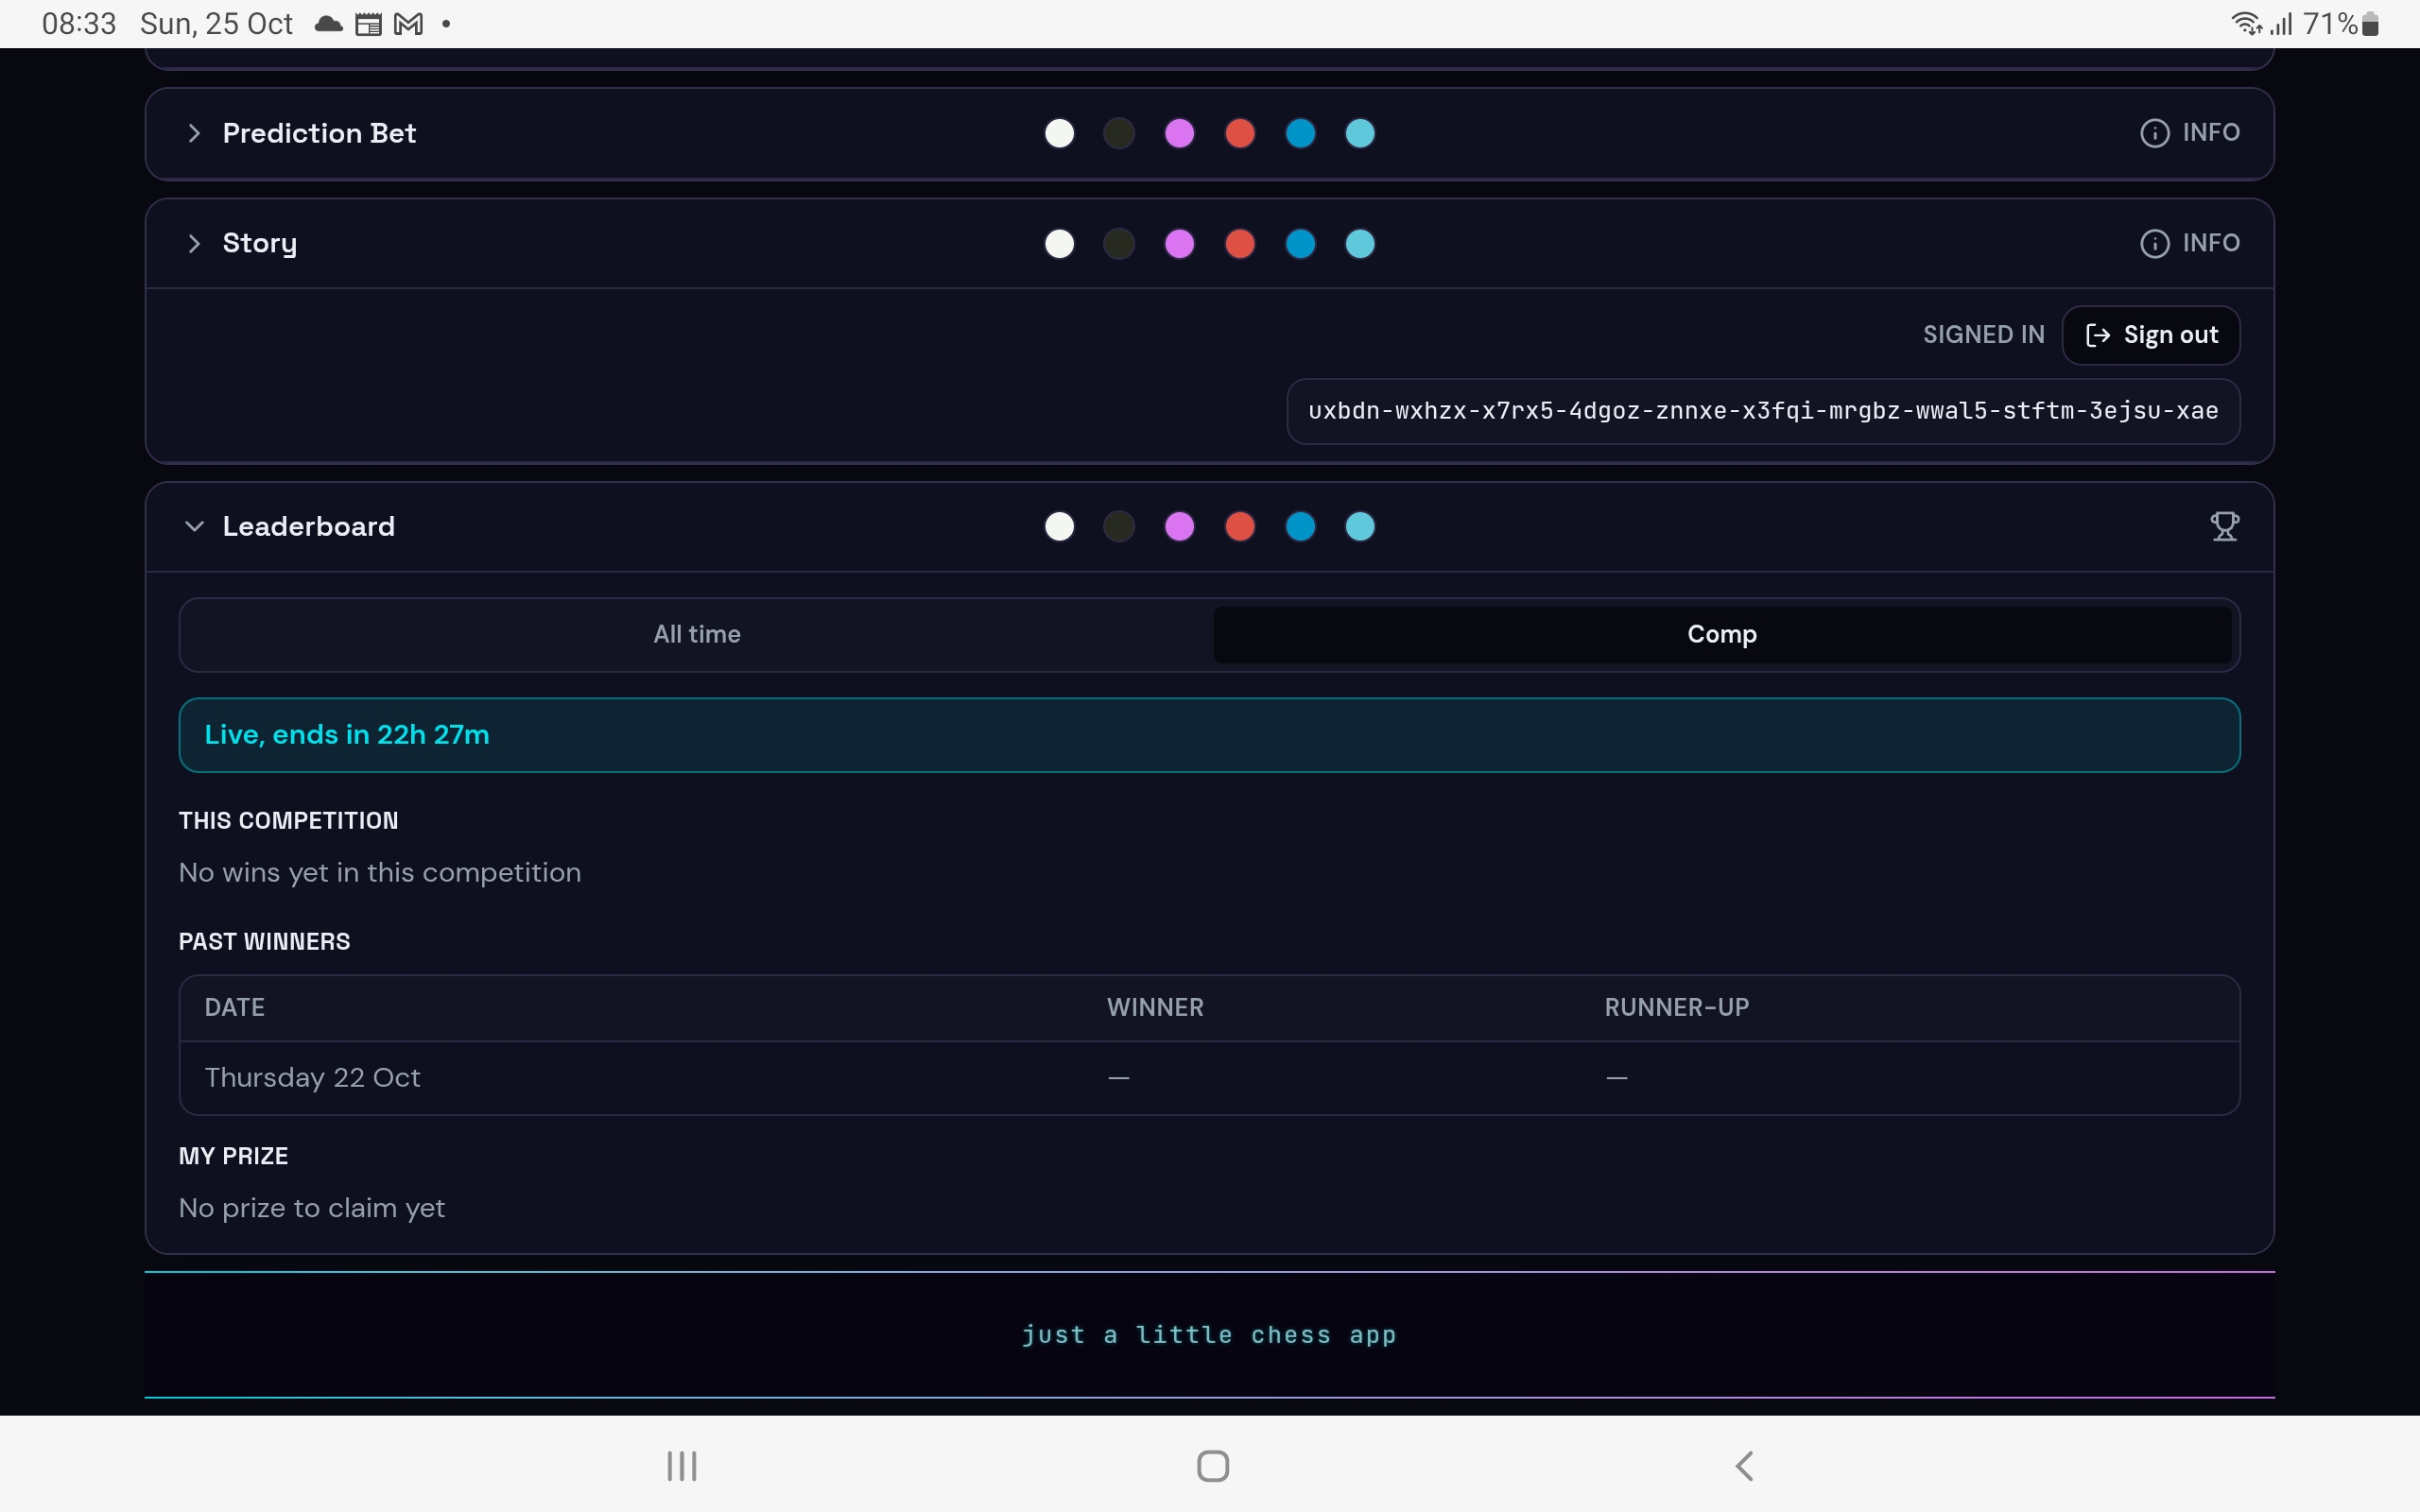 08:33 Sun, 25 Oct 71%
Prediction Bet INFO
Story INFO
SIGNED IN Sign out
uxbdn-wxhzx-x7rx5-4dgoz-znnxe-x3fqi-mrgbz-wwal5-stftm-3ejsu-xae
Leaderboard
All time Comp
Live, ends in 22h 27m
THIS COMPETITION
No wins yet in this competition
PAST WINNERS
DATE WINNER RUNNER-UP
Thursday 22 Oct — —
MY PRIZE
No prize to claim yet
just a little chess app